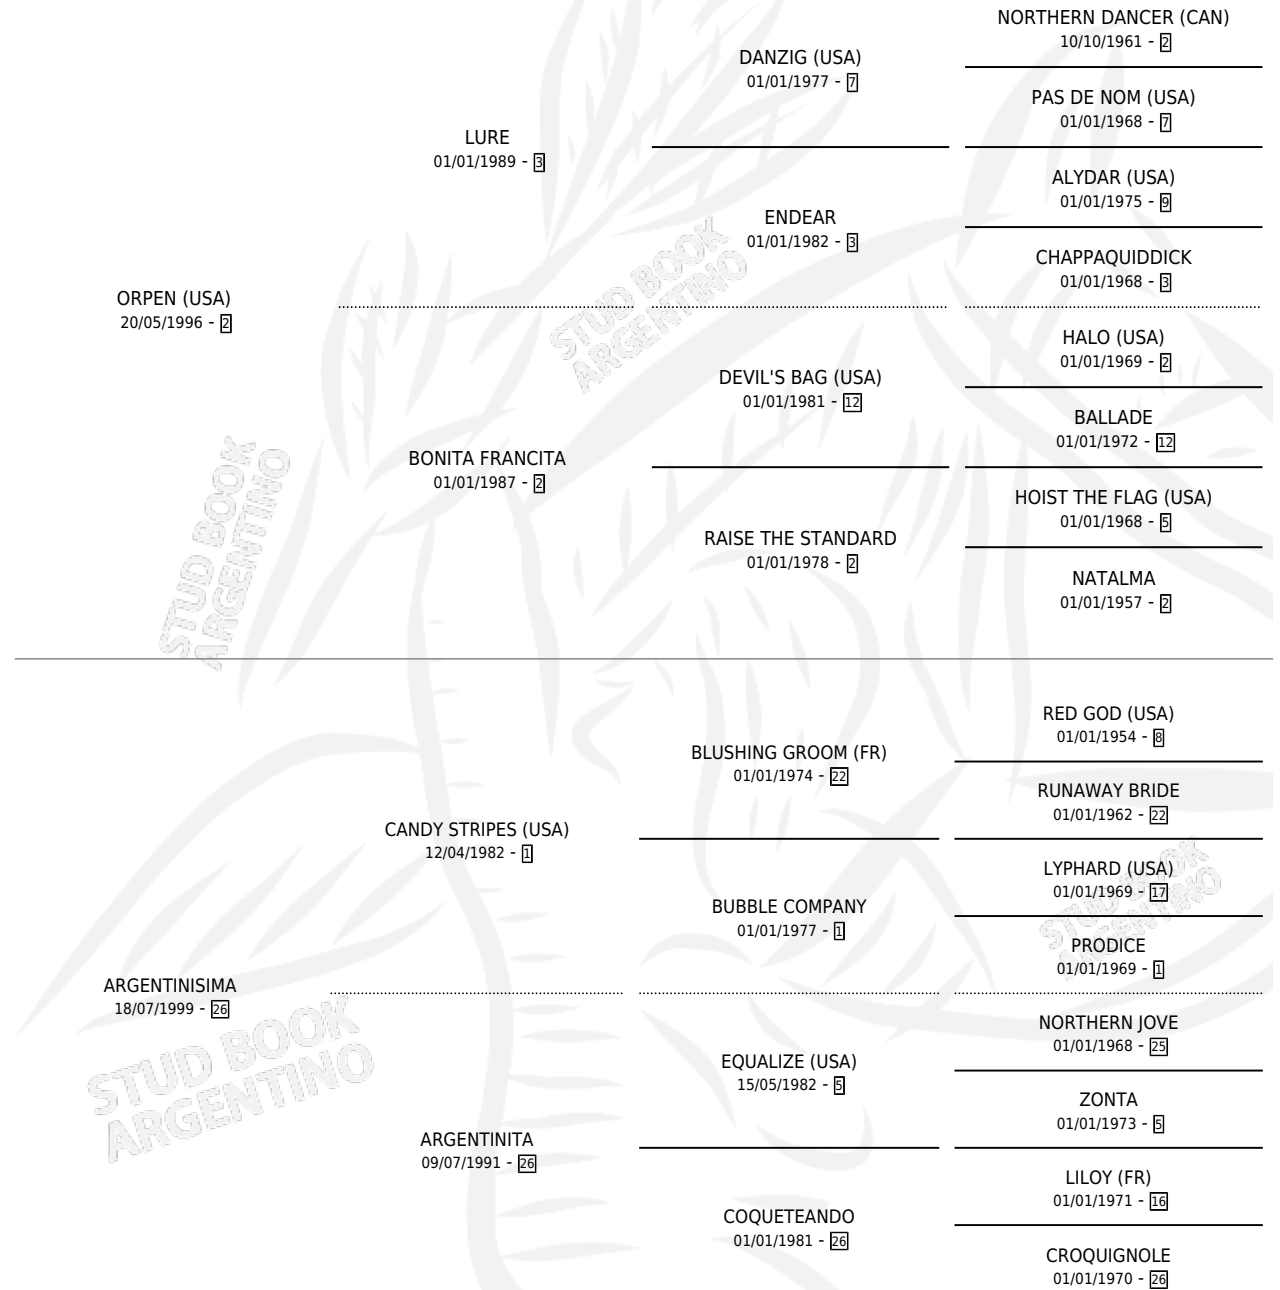 NORTHERN DANCER (CAN)
10/10/1961 - 2
DANZIG (USA)
01/01/1977 - 7
PAS DE NOM (USA)
01/01/1968 - 7
LURE
01/01/1989 - 3
ALYDAR (USA)
01/01/1975 - 9
ENDEAR
01/01/1982 - 3
CHAPPAQUIDDICK
01/01/1968 - 3
ORPEN (USA)
20/05/1996 - 2
HALO (USA)
01/01/1969 - 2
DEVIL'S BAG (USA)
01/01/1981 - 12
BALLADE
01/01/1972 - 12
BONITA FRANCITA
01/01/1987 - 2
HOIST THE FLAG (USA)
01/01/1968 - 5
RAISE THE STANDARD
01/01/1978 - 2
NATALMA
01/01/1957 - 2
RED GOD (USA)
01/01/1954 - 8
BLUSHING GROOM (FR)
01/01/1974 - 22
RUNAWAY BRIDE
01/01/1962 - 22
CANDY STRIPES (USA)
12/04/1982 - 1
LYPHARD (USA)
01/01/1969 - 17
BUBBLE COMPANY
01/01/1977 - 1
PRODICE
01/01/1969 - 1
ARGENTINISIMA
18/07/1999 - 26
NORTHERN JOVE
01/01/1968 - 25
EQUALIZE (USA)
15/05/1982 - 5
ZONTA
01/01/1973 - 5
ARGENTINITA
09/07/1991 - 26
LILOY (FR)
01/01/1971 - 16
COQUETEANDO
01/01/1981 - 26
CROQUIGNOLE
01/01/1970 - 26
STUD BOOK
ARGENTINO
STUD BOOK
ARGENTINO
STUD BOOK
ARGENTINO
STUD BOOK
ARGENTINO